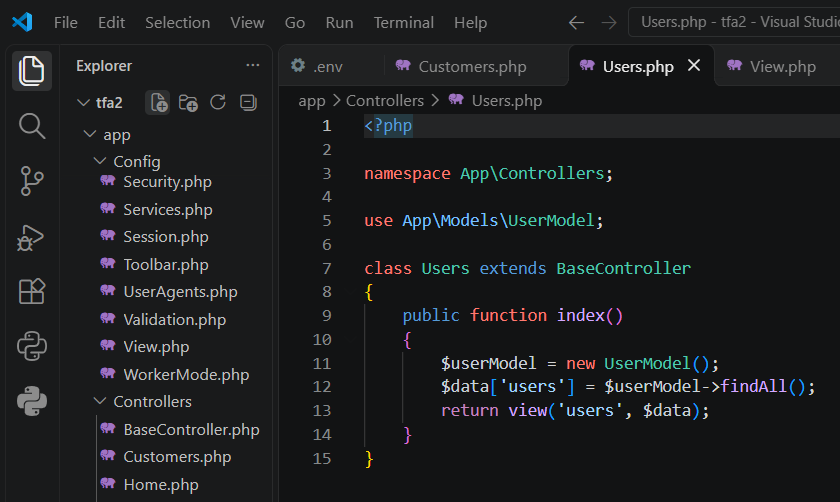 File Edit Selection View Go Run Terminal Help
Users.php - tfa2 - Visual Studio
Explorer
tfa2
app
Config
Security.php
Services.php
Session.php
Toolbar.php
UserAgents.php
Validation.php
View.php
WorkerMode.php
Controllers
BaseController.php
Customers.php
Home.php
.env Customers.php Users.php View.php
app > Controllers > Users.php
1 <?php
2
3 namespace App\Controllers;
4
5 use App\Models\UserModel;
6
7 class Users extends BaseController
8 {
9 public function index()
10 {
11 $userModel = new UserModel();
12 $data['users'] = $userModel->findAll();
13 return view('users', $data);
14 }
15 }